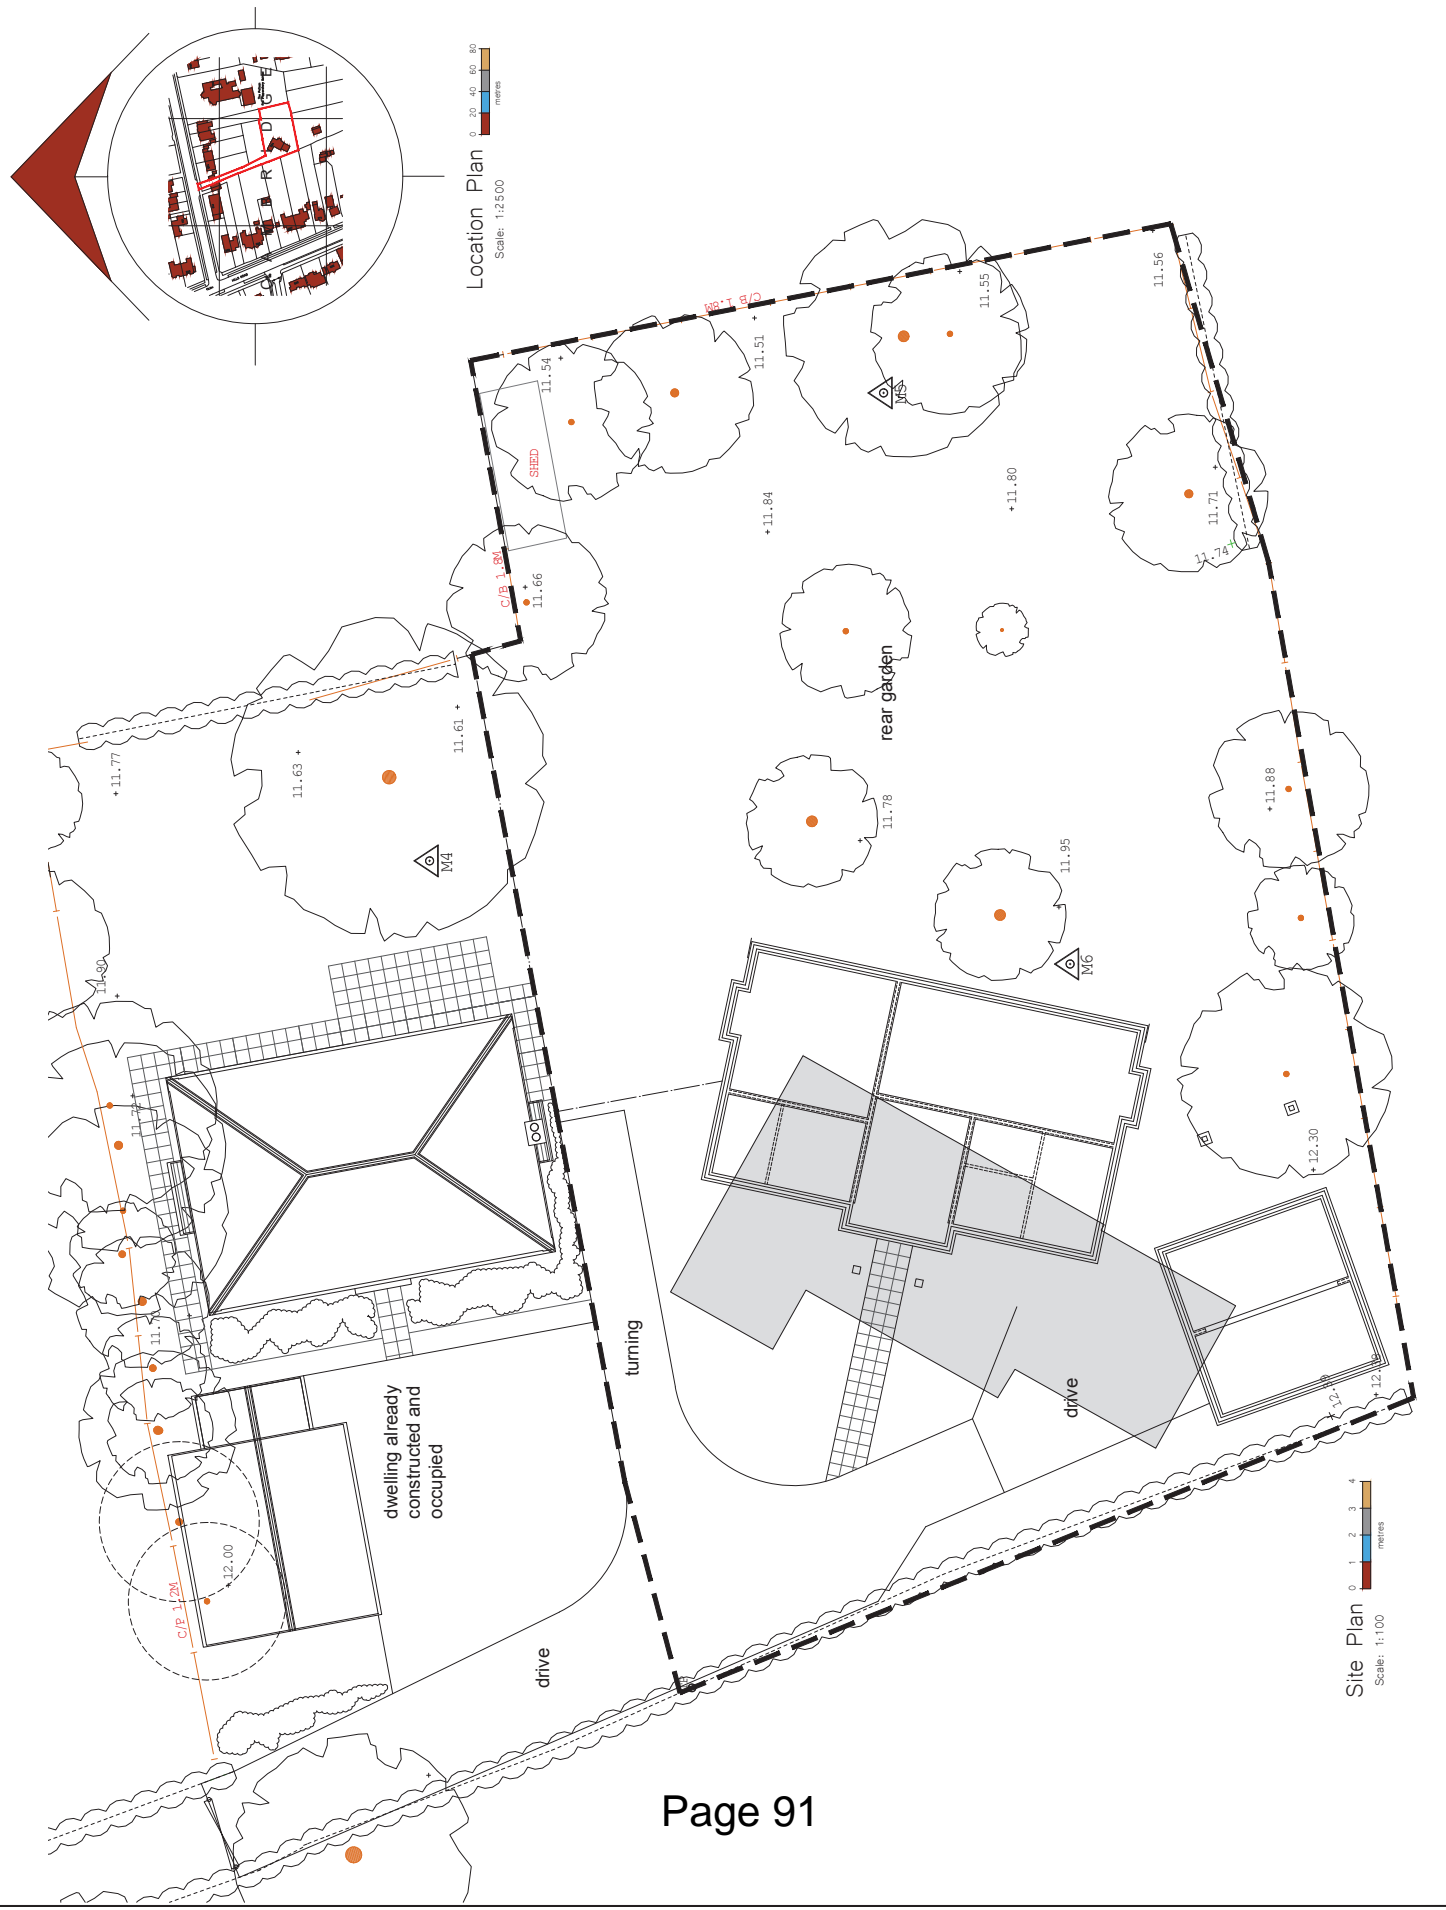 Location Plan
Scale: 1:2500
0 20 40 60 80
metres
C/B 1.8M
11.56
11.55
11.51
11.54
SHED
M5
11.80
11.84
11.71
11.74
C/B 1.8M
11.66
rear garden
11.61
11.63
11.77
11.78
11.88
11.95
M4
M6
11.90
11.72
12.30
turning
drive
dwelling already
constructed and
occupied
12.00
C/P 1.2M
drive
Site Plan
Scale: 1:100
0 1 2 3 4
metres
Page 91